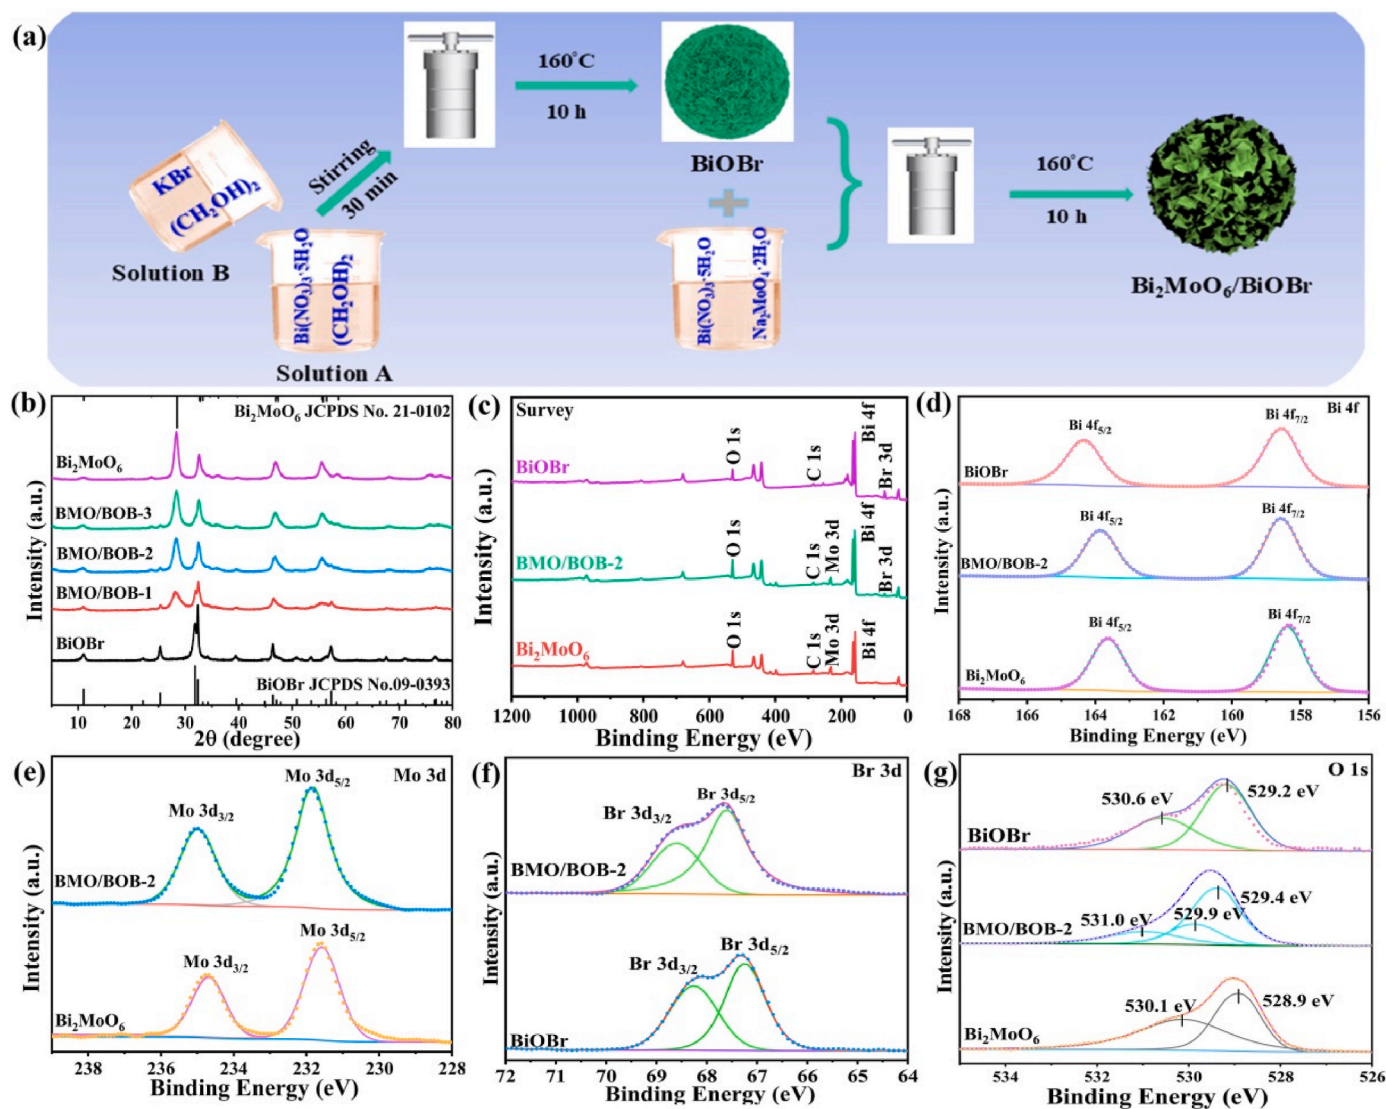 (a)
KBr
(CH₂OH)₂
Solution B
Stirring
30 min
Bi(NO₃)₃·5H₂O
(CH₂OH)₂
Solution A
160°C
10 h
BiOBr
Bi(NO₃)₃·5H₂O
Na₂MoO₄·2H₂O
160°C
10 h
Bi₂MoO₆/BiOBr
(b)
Bi₂MoO₆ JCPDS No. 21-0102
Bi₂MoO₆
BMO/BOB-3
BMO/BOB-2
BMO/BOB-1
BiOBr
BiOBr JCPDS No.09-0393
Intensity (a.u.)
10 20 30 40 50 60 70 80
2θ (degree)
(c)
Survey
BiOBr
O 1s
C 1s
Bi 4f
Br 3d
BMO/BOB-2
O 1s
C 1s
Mo 3d
Bi 4f
Br 3d
Bi₂MoO₆
O 1s
C 1s
Mo 3d
Bi 4f
Intensity (a.u.)
1200 1000 800 600 400 200 0
Binding Energy (eV)
(d)
Bi 4f
Bi 4f₅/₂
Bi 4f₇/₂
BiOBr
Bi 4f₅/₂
Bi 4f₇/₂
BMO/BOB-2
Bi 4f₅/₂
Bi 4f₇/₂
Bi₂MoO₆
Intensity (a.u.)
168 166 164 162 160 158 156
Binding Energy (eV)
(e)
Mo 3d
Mo 3d₃/₂
Mo 3d₅/₂
BMO/BOB-2
Mo 3d₃/₂
Mo 3d₅/₂
Bi₂MoO₆
Intensity (a.u.)
238 236 234 232 230 228
Binding Energy (eV)
(f)
Br 3d
Br 3d₃/₂
Br 3d₅/₂
BMO/BOB-2
Br 3d₃/₂
Br 3d₅/₂
BiOBr
Intensity (a.u.)
72 71 70 69 68 67 66 65 64
Binding Energy (eV)
(g)
O 1s
530.6 eV
529.2 eV
BiOBr
531.0 eV
529.9 eV
529.4 eV
BMO/BOB-2
530.1 eV
528.9 eV
Bi₂MoO₆
Intensity (a.u.)
534 532 530 528 526
Binding Energy (eV)